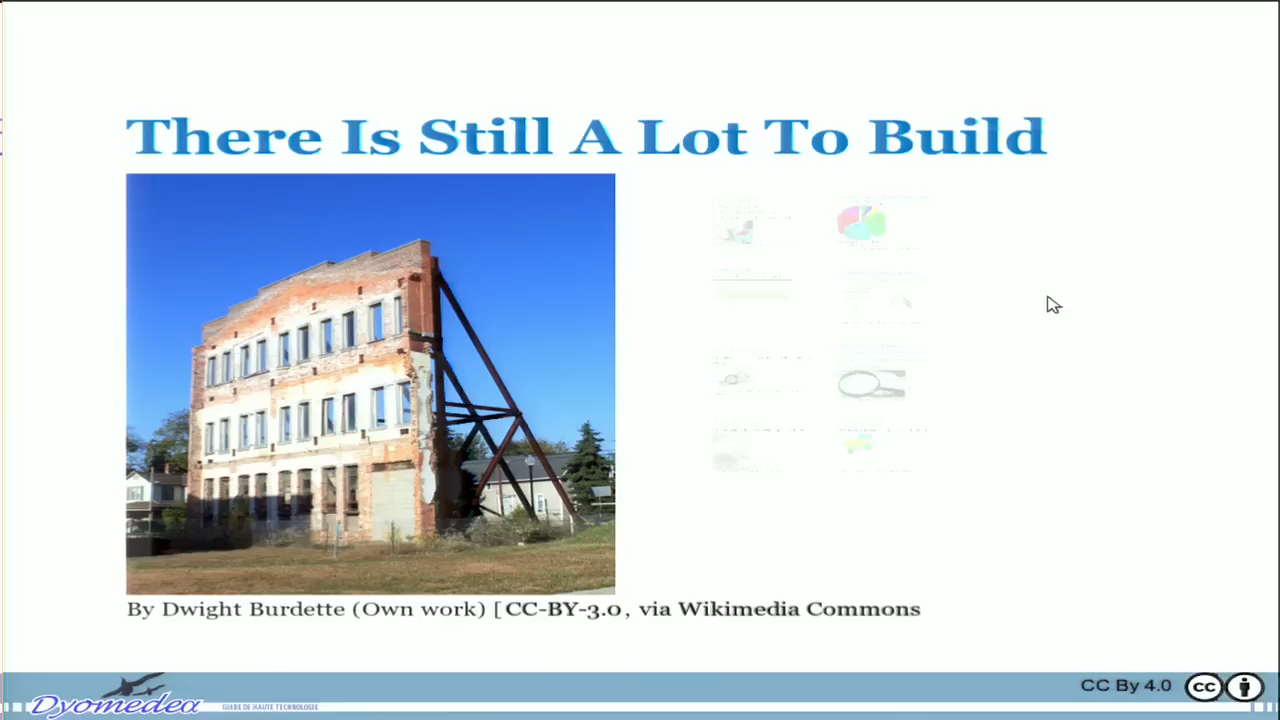 There Is Still A Lot To Build
By Dwight Burdette (Own work) [CC-BY-3.0, via Wikimedia Commons
CC By 4.0
cc
Dyomedea